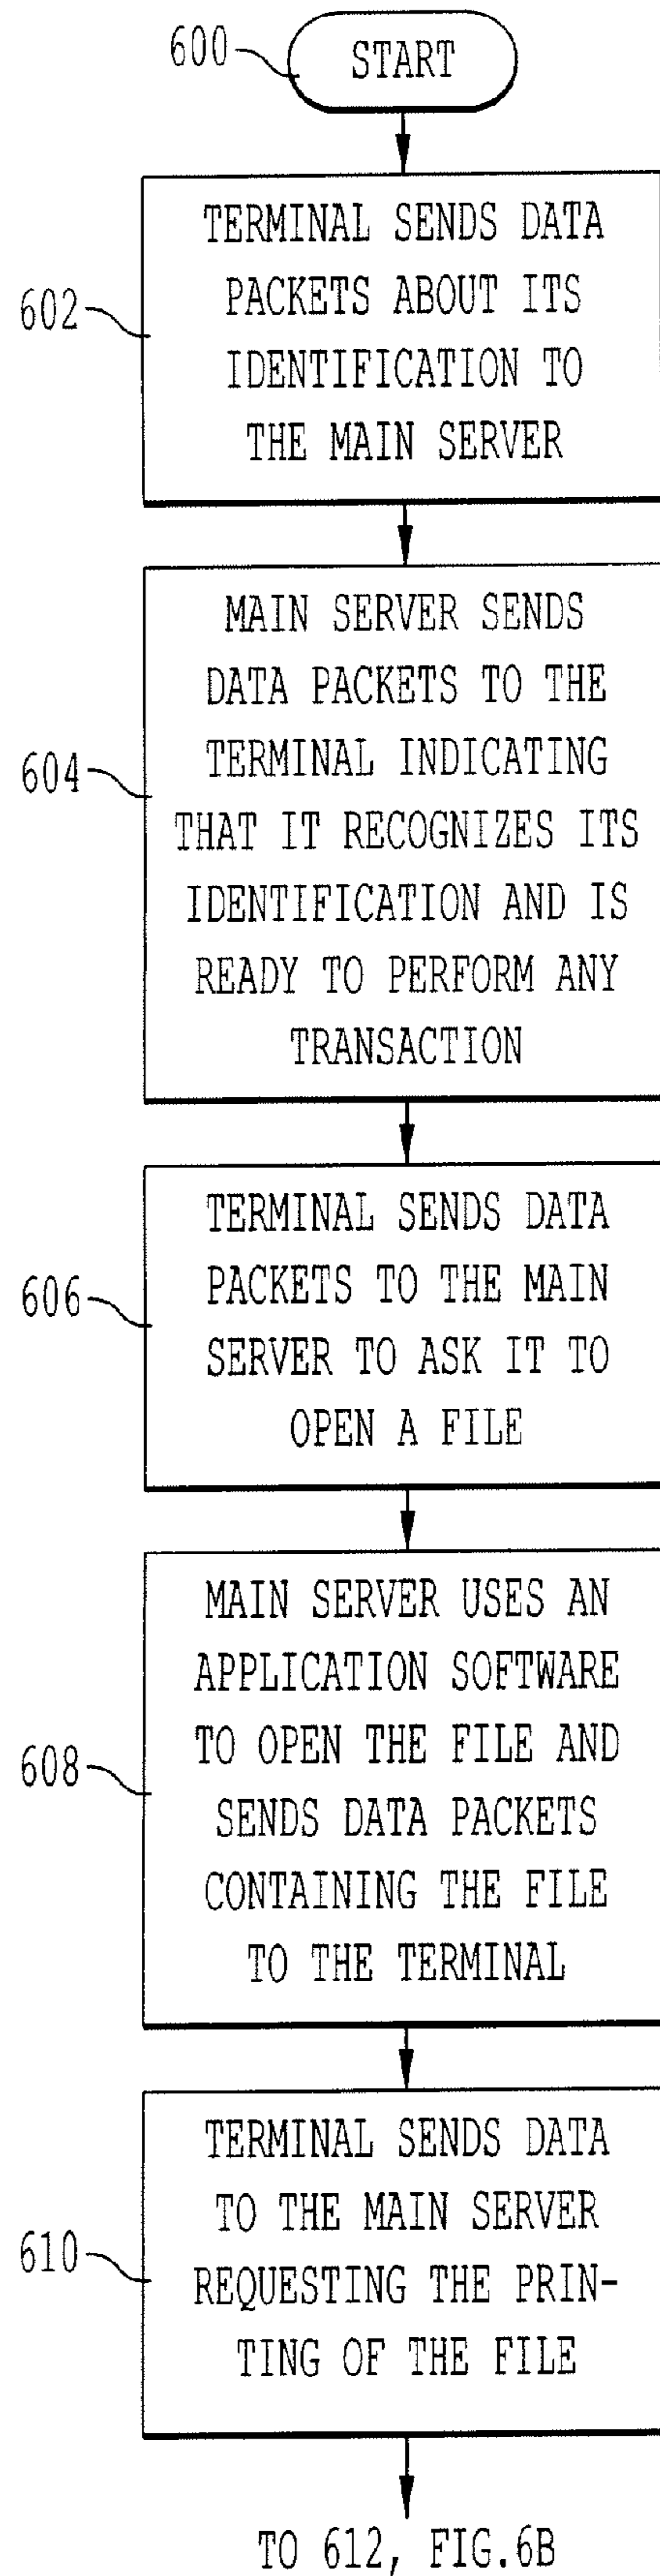 600
START
602
TERMINAL SENDS DATA
PACKETS ABOUT ITS
IDENTIFICATION TO
THE MAIN SERVER
604
MAIN SERVER SENDS
DATA PACKETS TO THE
TERMINAL INDICATING
THAT IT RECOGNIZES ITS
IDENTIFICATION AND IS
READY TO PERFORM ANY
TRANSACTION
606
TERMINAL SENDS DATA
PACKETS TO THE MAIN
SERVER TO ASK IT TO
OPEN A FILE
608
MAIN SERVER USES AN
APPLICATION SOFTWARE
TO OPEN THE FILE AND
SENDS DATA PACKETS
CONTAINING THE FILE
TO THE TERMINAL
610
TERMINAL SENDS DATA
TO THE MAIN SERVER
REQUESTING THE PRIN-
TING OF THE FILE
TO 612, FIG.6B